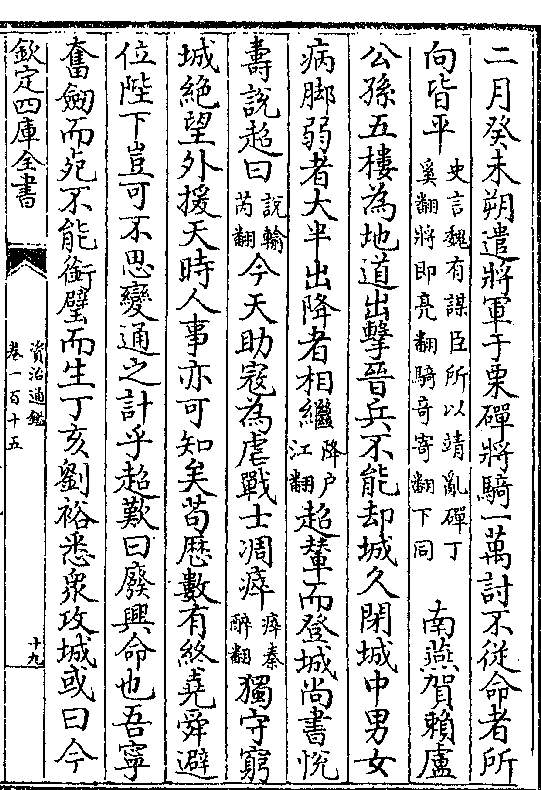 二月癸未朔遣將軍于栗磾將騎一萬討不從命者所
向皆平史言魏有謀臣所以靖亂磾丁
奚翻將即亮翻騎奇寄翻下同南燕賀賴盧
公孫五樓為地道出擊晉兵不能却城久閉城中男女
病脚弱者大半出降者相繼降户
江翻超輦而登城尚書悅
壽說超曰說輸
芮翻今天助寇為虐戰士凋瘁瘁秦
醉翻獨守窮
城絶望外援天時人事亦可知矣苟歴數有終堯舜避
位陛下豈可不思變通之計乎超歎曰廢興命也吾寧
奮劒而死不能銜璧而生丁亥劉裕悉衆攻城或曰今
欽定四庫全書
資治通鑑
卷一百十五
十九